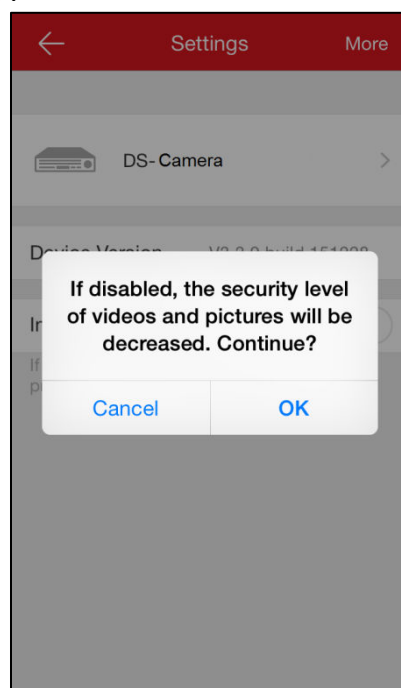 Settings
More
DS-Camera
If disabled, the security level
of videos and pictures will be
decreased. Continue?
Cancel
OK